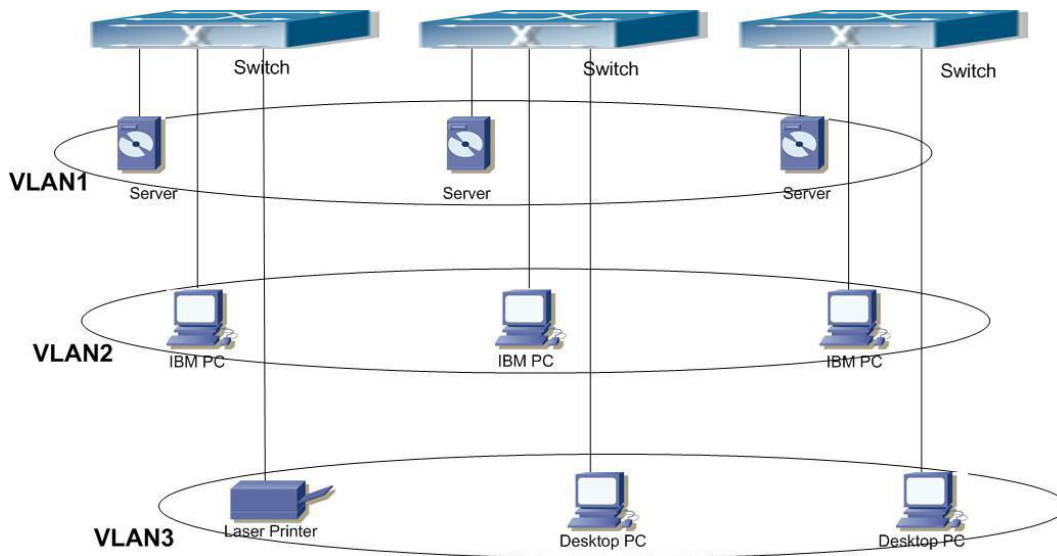 Switch
Switch
Switch
VLAN1
Server
Server
Server
VLAN2
IBM PC
IBM PC
IBM PC
VLAN3
Laser Printer
Desktop PC
Desktop PC